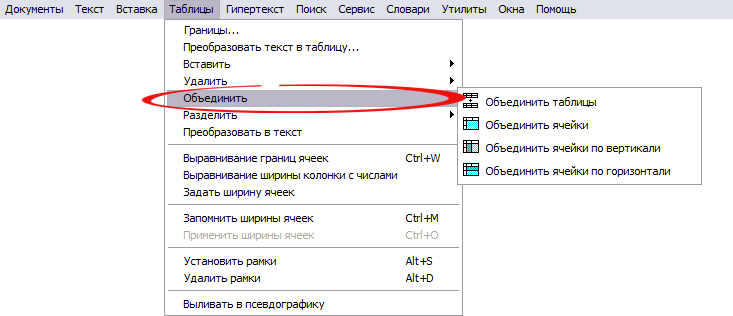 Документы Текст Вставка Таблицы Гипертекст Поиск Сервис Словари Утилиты Окна Помощь
Границы...
Преобразовать текст в таблицу...
Вставить
Удалить
Объединить
Разделить
Преобразовать в текст
Выравнивание границ ячеек Ctrl+W
Выравнивание ширины колонки с числами
Задать ширину ячеек
Запомнить ширины ячеек Ctrl+M
Применить ширины ячеек Ctrl+O
Установить рамки Alt+S
Удалить рамки Alt+D
Выливать в псевдографику
Объединить таблицы
Объединить ячейки
Объединить ячейки по вертикали
Объединить ячейки по горизонтали